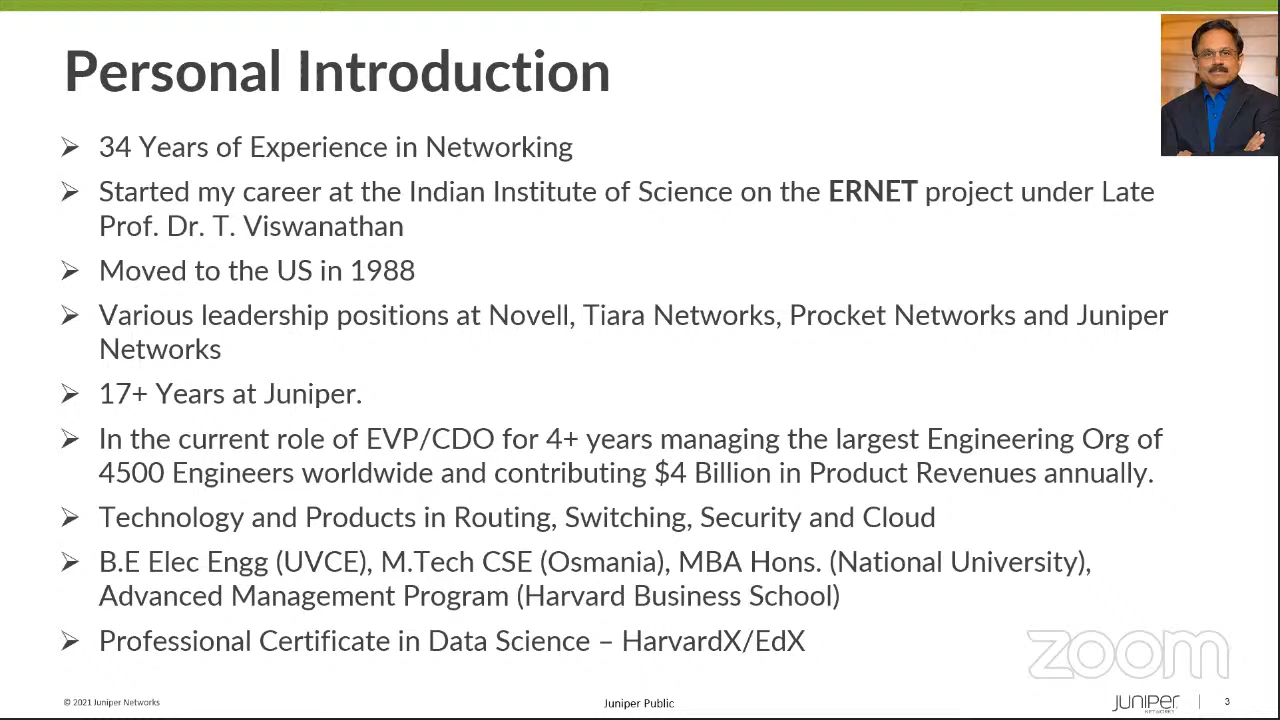 Personal Introduction
34 Years of Experience in Networking
Started my career at the Indian Institute of Science on the ERNET project under Late
Prof. Dr. T. Viswanathan
Moved to the US in 1988
Various leadership positions at Novell, Tiara Networks, Procket Networks and Juniper
Networks
17+ Years at Juniper.
In the current role of EVP/CDO for 4+ years managing the largest Engineering Org of
4500 Engineers worldwide and contributing $4 Billion in Product Revenues annually.
Technology and Products in Routing, Switching, Security and Cloud
B.E Elec Engg (UVCE), M.Tech CSE (Osmania), MBA Hons. (National University),
Advanced Management Program (Harvard Business School)
Professional Certificate in Data Science – HarvardX/EdX
zoom
© 2021 Juniper Networks
Juniper Public
JUNIPER
NETWORKS
3